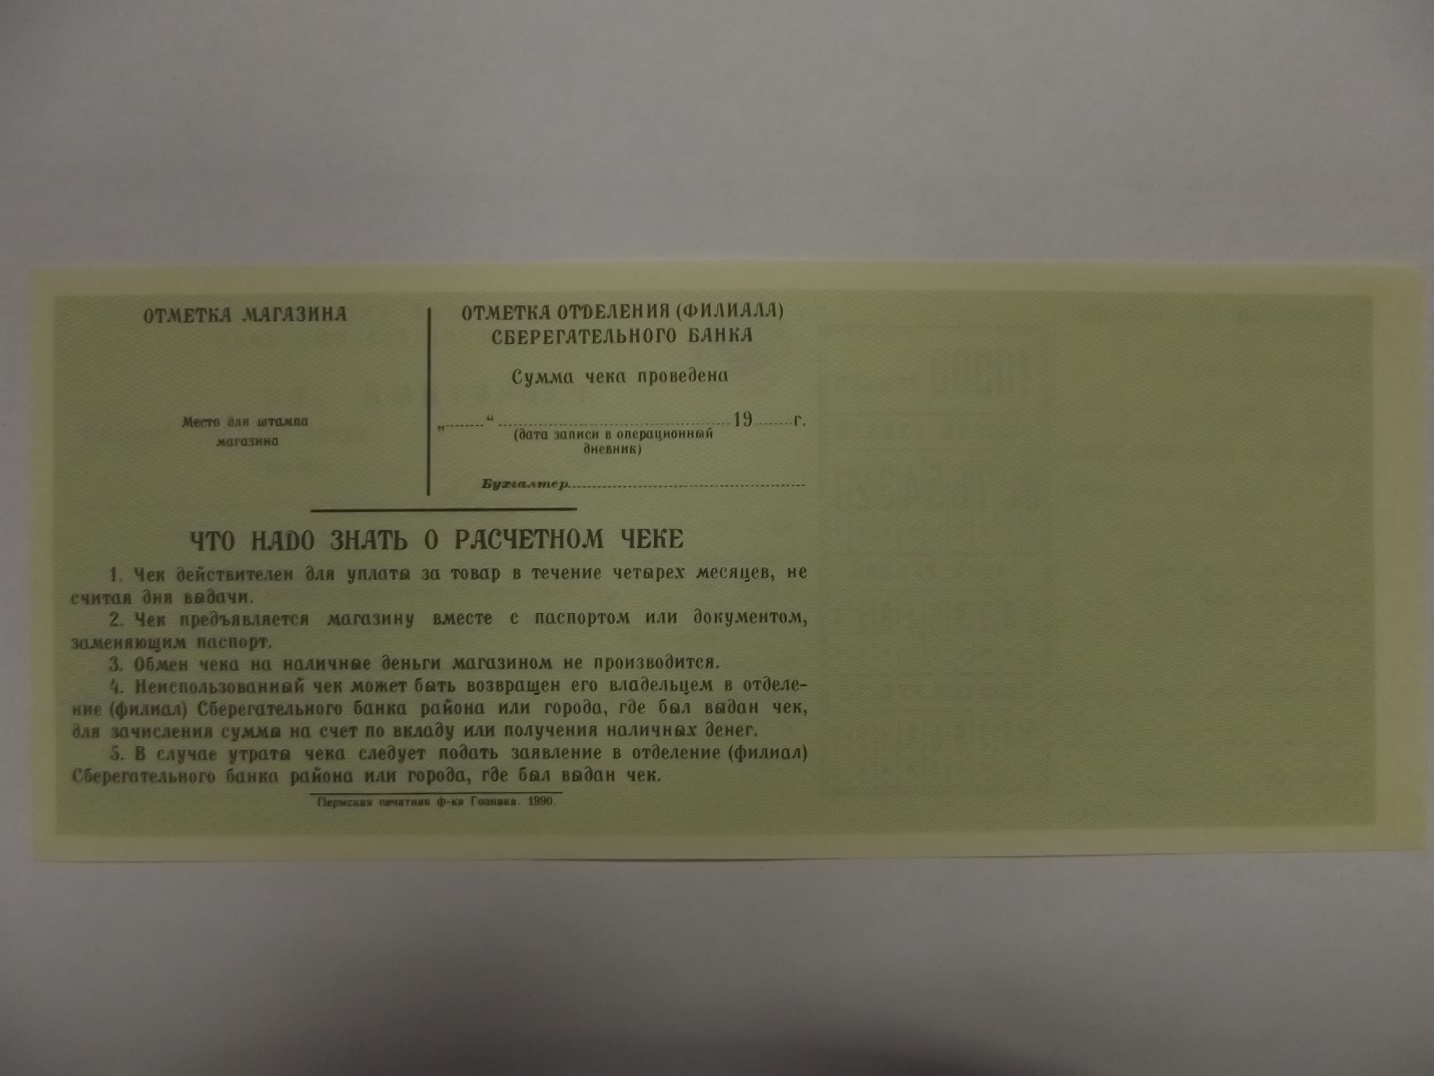 ОТМЕТКА МАГАЗИНА
Место для штампа
магазина
ОТМЕТКА ОТДЕЛЕНИЯ (ФИЛИАЛА)
СБЕРЕГАТЕЛЬНОГО БАНКА
Сумма чека проведена
„ “ 19 г.
(дата записи в операционный
дневник)
Бухгалтер
ЧТО НАДО ЗНАТЬ О РАСЧЕТНОМ ЧЕКЕ
1. Чек действителен для уплаты за товар в течение четырех месяцев, не
считая дня выдачи.
2. Чек предъявляется магазину вместе с паспортом или документом,
заменяющим паспорт.
3. Обмен чека на наличные деньги магазином не производится.
4. Неиспользованный чек может быть возвращен его владельцем в отделе-
ние (филиал) Сберегательного банка района или города, где был выдан чек,
для зачисления суммы на счет по вкладу или получения наличных денег.
5. В случае утраты чека следует подать заявление в отделение (филиал)
Сберегательного банка района или города, где был выдан чек.
Пермская печатная ф-ка Гознака. 1990.